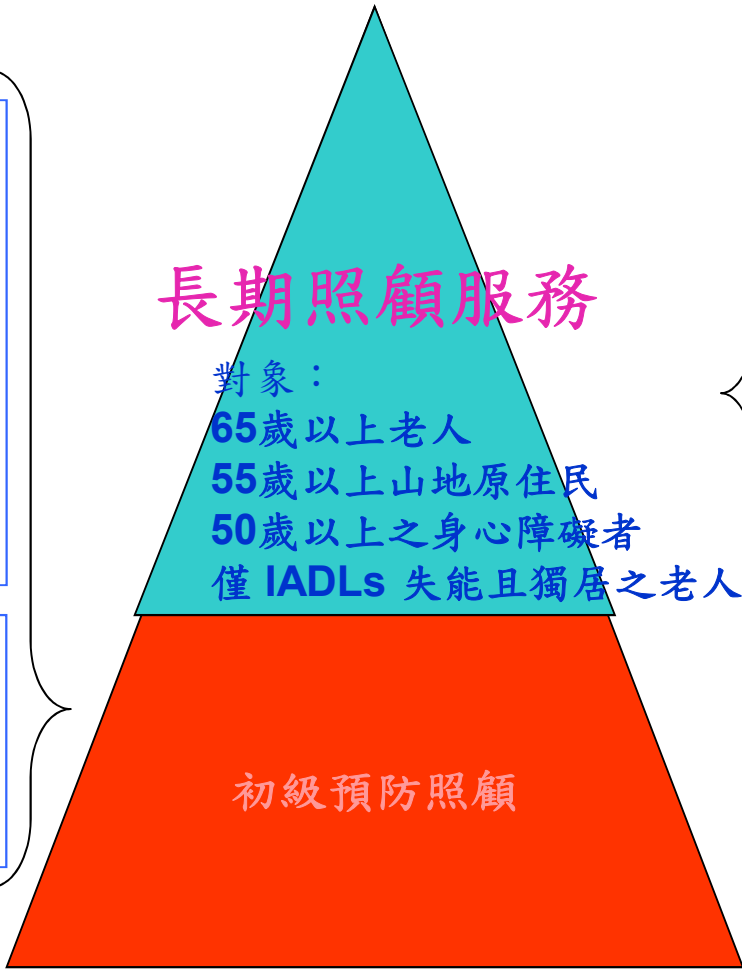 長期照顧服務
對象：
65歲以上老人
55歲以上山地原住民
50歲以上之身心障礙者
僅 IADLs 失能且獨居之老人
初級預防照顧